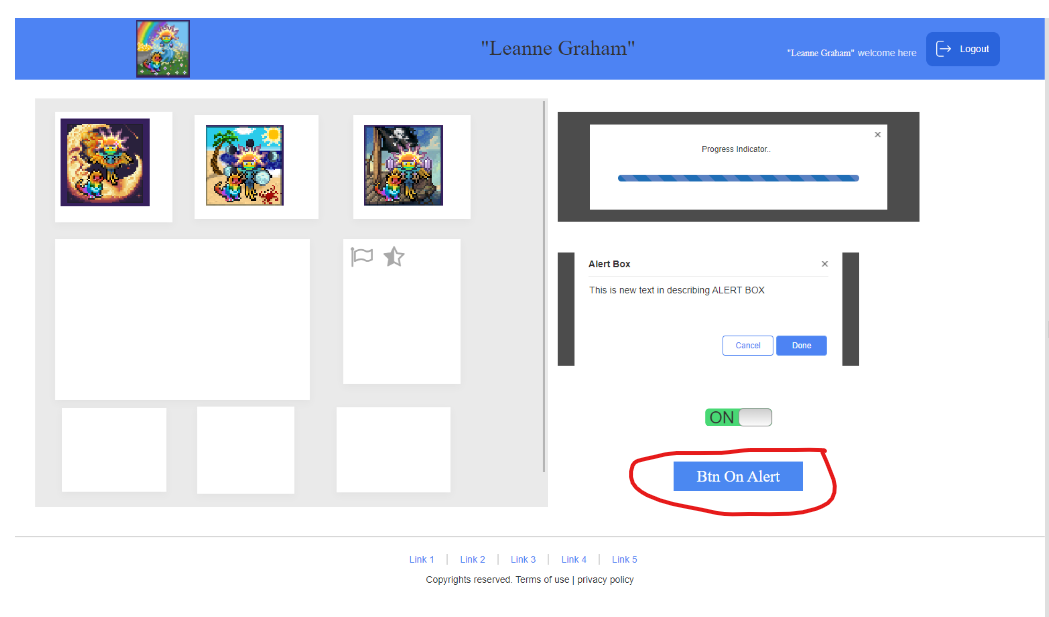 "Leanne Graham"
"Leanne Graham" welcome here
Logout
Progress Indicator..
Alert Box
This is new text in describing ALERT BOX
Cancel
Done
ON
Btn On Alert
Link 1 | Link 2 | Link 3 | Link 4 | Link 5
Copyrights reserved. Terms of use | privacy policy